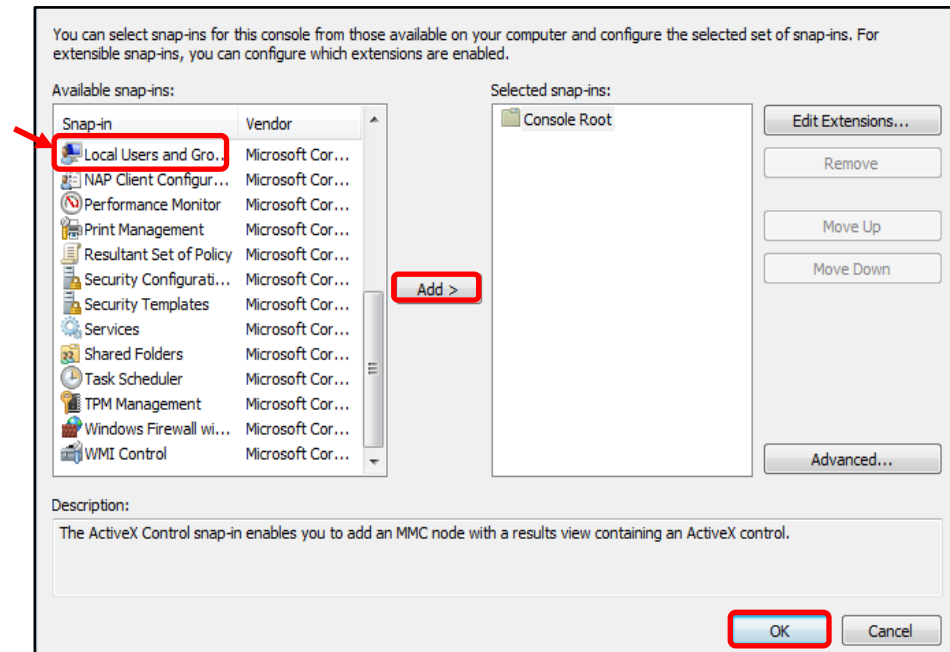 You can select snap-ins for this console from those available on your computer and configure the selected set of snap-ins. For
extensible snap-ins, you can configure which extensions are enabled.
Available snap-ins:
Selected snap-ins:
Snap-in Vendor
Local Users and Gro... Microsoft Cor...
NAP Client Configur... Microsoft Cor...
Performance Monitor Microsoft Cor...
Print Management Microsoft Cor...
Resultant Set of Policy Microsoft Cor...
Security Configurati... Microsoft Cor...
Security Templates Microsoft Cor...
Services Microsoft Cor...
Shared Folders Microsoft Cor...
Task Scheduler Microsoft Cor...
TPM Management Microsoft Cor...
Windows Firewall wi... Microsoft Cor...
WMI Control Microsoft Cor...
Add >
Console Root
Edit Extensions...
Remove
Move Up
Move Down
Advanced...
Description:
The ActiveX Control snap-in enables you to add an MMC node with a results view containing an ActiveX control.
OK
Cancel